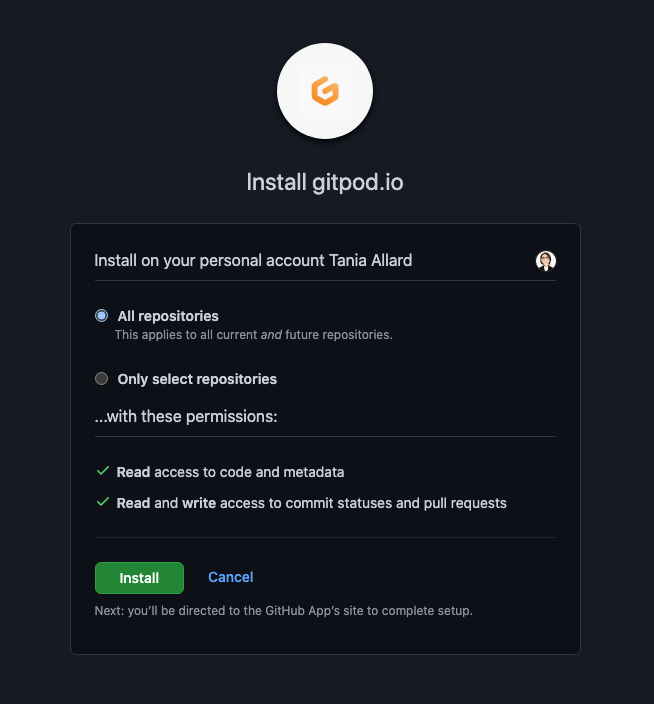 Install gitpod.io
Install on your personal account Tania Allard
All repositories
This applies to all current and future repositories.
Only select repositories
...with these permissions:
Read access to code and metadata
Read and write access to commit statuses and pull requests
Install Cancel
Next: you'll be directed to the GitHub App's site to complete setup.